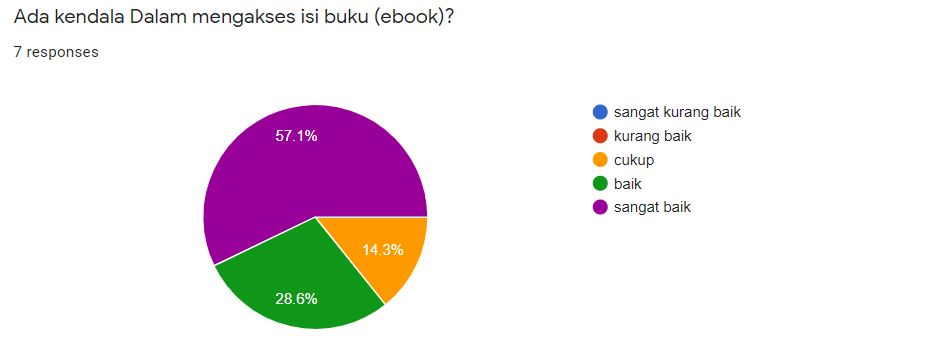 Ada kendala Dalam mengakses isi buku (ebook)?
7 responses
57.1%
14.3%
28.6%
sangat kurang baik
kurang baik
cukup
baik
sangat baik